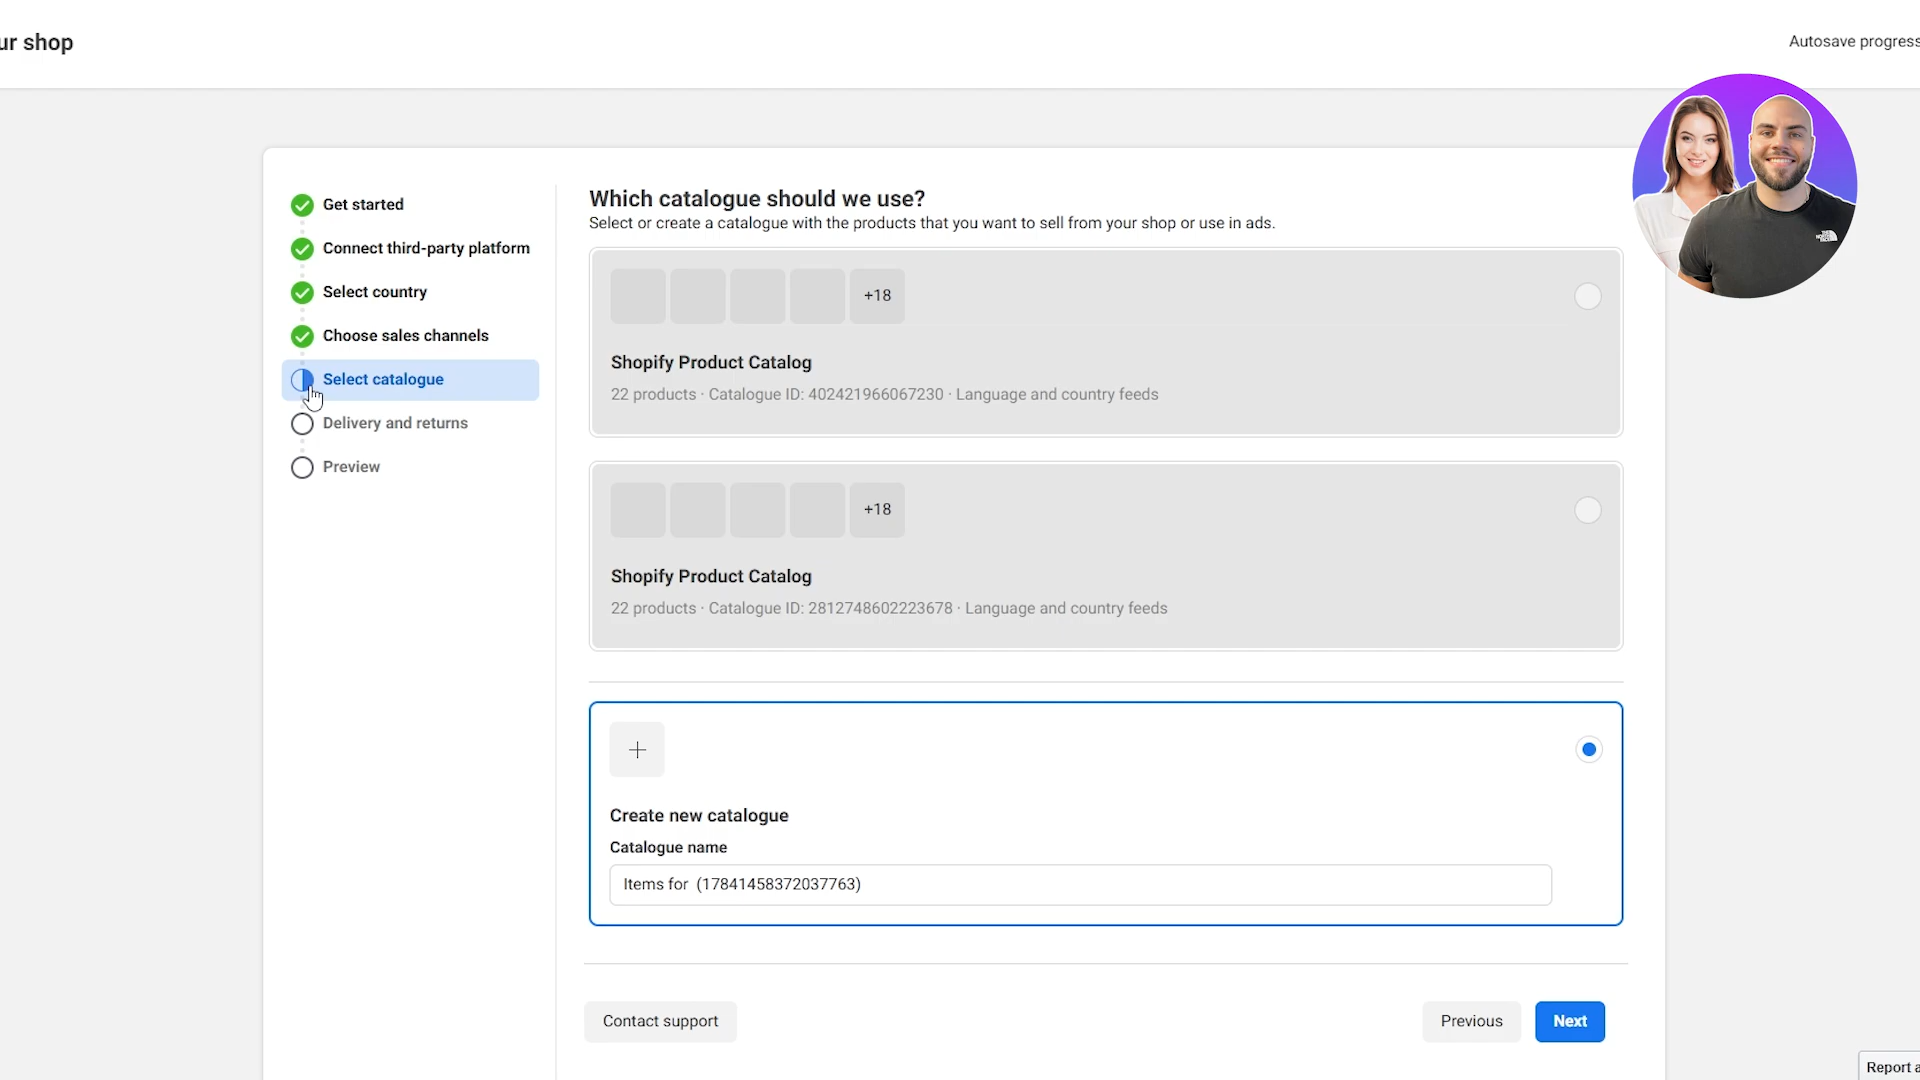 ur shop
Autosave progress
Get started
Connect third-party platform
Select country
Choose sales channels
Select catalogue
Delivery and returns
Preview
Which catalogue should we use?
Select or create a catalogue with the products that you want to sell from your shop or use in ads.
+18
Shopify Product Catalog
22 products · Catalogue ID: 402421966067230 · Language and country feeds
+18
Shopify Product Catalog
22 products · Catalogue ID: 2812748602223678 · Language and country feeds
Create new catalogue
Catalogue name
Items for (17841458372037763)
Contact support
Previous
Next
Report a